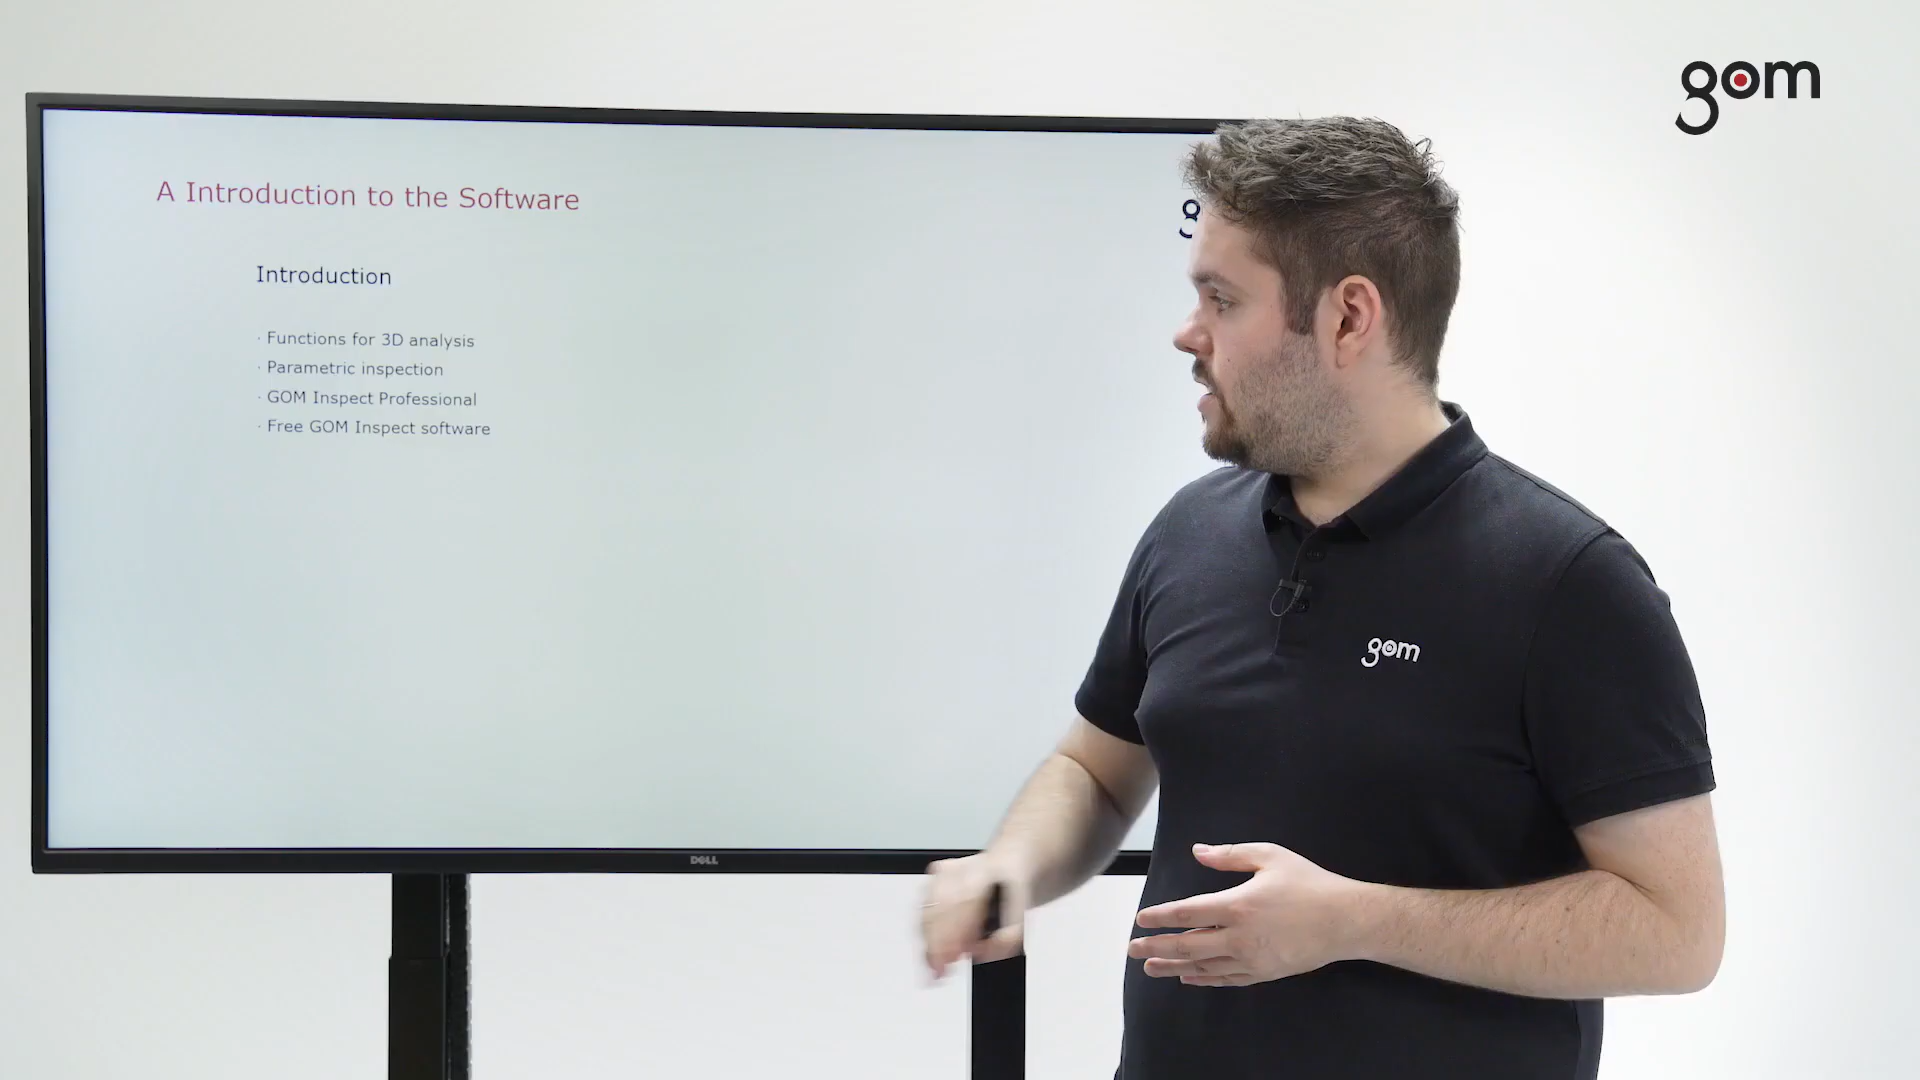 gom
A Introduction to the Software
g
Introduction
· Functions for 3D analysis
· Parametric inspection
· GOM Inspect Professional
· Free GOM Inspect software
gom
DELL